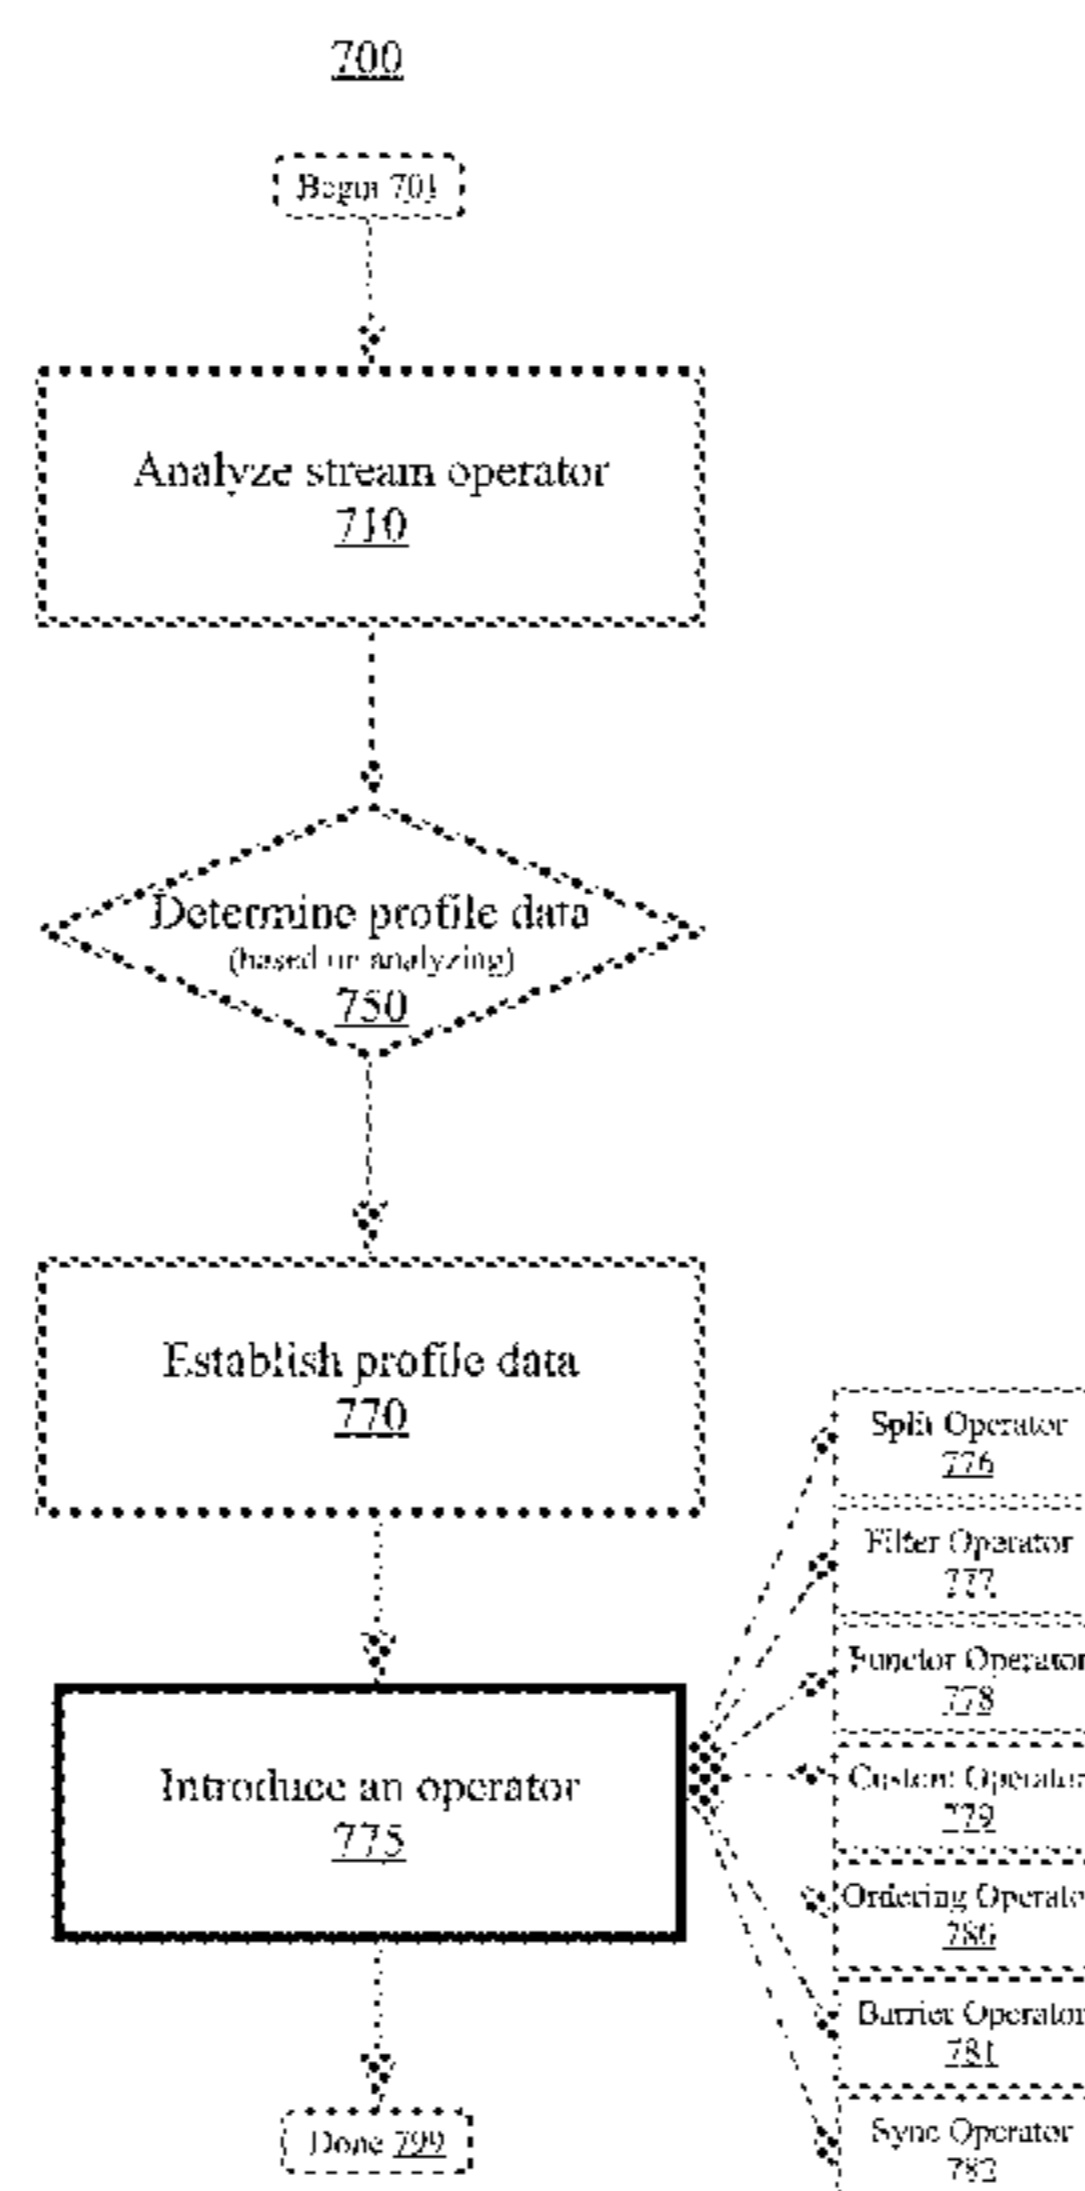 700
Begin 701
Analyze stream operator
710
Determine profile data
(based on analyzing)
750
Establish profile data
770
Introduce an operator
775
Done 799
Split Operator
776
Filter Operator
777
Functor Operator
778
Custom Operator
779
Ordering Operato
780
Barrier Operator
781
Sync Operator
782